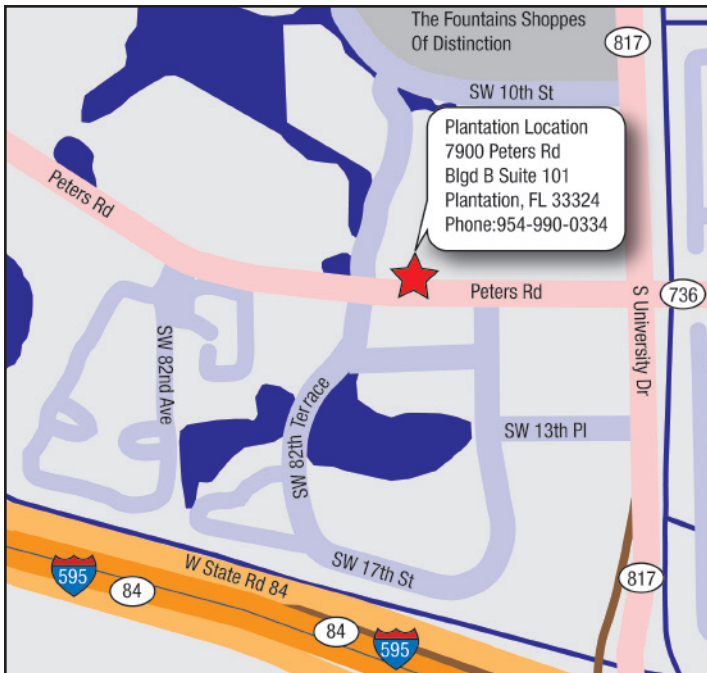 The Fountains Shoppes
Of Distinction
817
SW 10th St
Plantation Location
7900 Peters Rd
Blgd B Suite 101
Plantation, FL 33324
Phone:954-990-0334
Peters Rd
Peters Rd
736
S University Dr
SW 82nd Ave
SW 82th Terrace
SW 13th Pl
SW 17th St
W State Rd 84
595
84
817
84
595